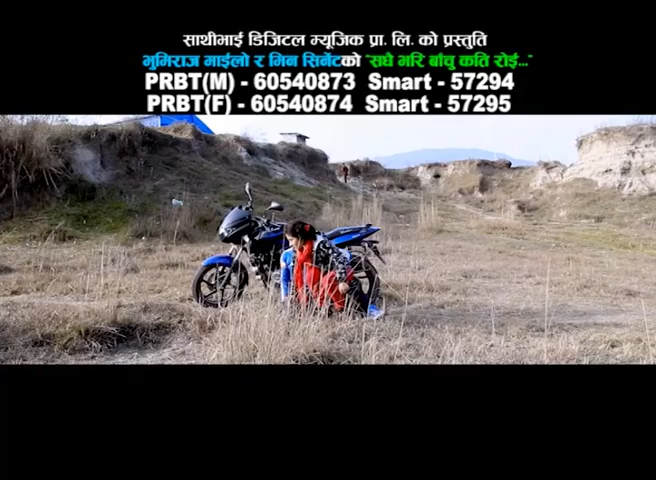 साथीभाई डिजिटल म्यूजिक प्रा. लि. को प्रस्तुति
भुमिराज माईलो र भिन सिर्नेटको "सधै भरि बाँचु कति रोई..."
PRBT(M) - 60540873 Smart - 57294
PRBT(F) - 60540874 Smart - 57295